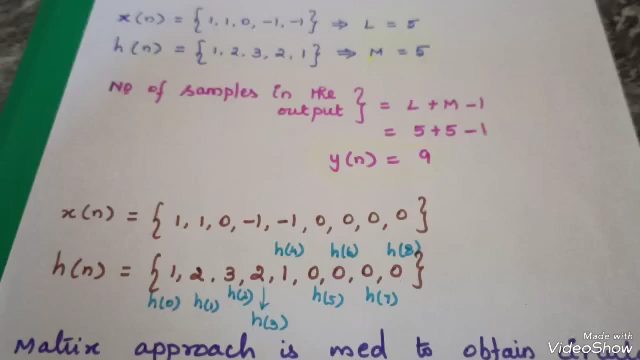 x(n) = {1, 1, 0, -1, -1} ⇒ L = 5
h(n) = {1, 2, 3, 2, 1} ⇒ M = 5
No of samples in the output } = L + M - 1
= 5 + 5 - 1
y(n) = 9
x(n) = {1, 1, 0, -1, -1, 0, 0, 0, 0}
h(4) h(6) h(8)
h(n) = {1, 2, 3, 2, 1, 0, 0, 0, 0}
h(0) h(1) h(2) ↓ h(5) h(7)
h(3)
Matrix approach is used to obtain
Made with
VideoShow